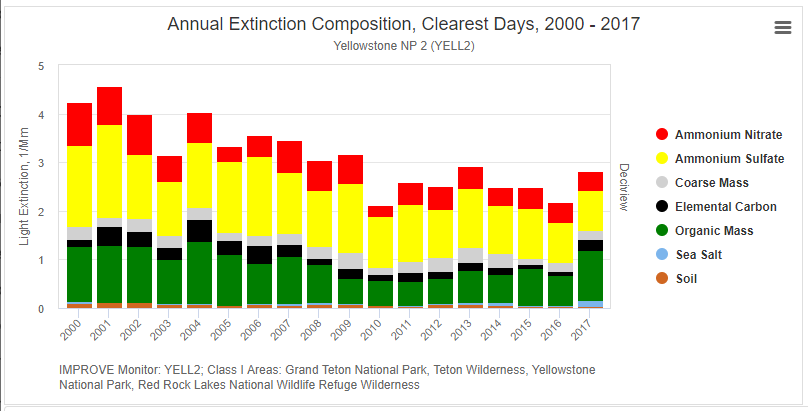 Annual Extinction Composition, Clearest Days, 2000 - 2017
Yellowstone NP 2 (YELL2)
Light Extinction, 1/Mm
5
4
3
2
1
0
2000
2001
2002
2003
2004
2005
2006
2007
2008
2009
2010
2011
2012
2013
2014
2015
2016
2017
Deciview
Ammonium Nitrate
Ammonium Sulfate
Coarse Mass
Elemental Carbon
Organic Mass
Sea Salt
Soil
IMPROVE Monitor: YELL2; Class I Areas: Grand Teton National Park, Teton Wilderness, Yellowstone
National Park, Red Rock Lakes National Wildlife Refuge Wilderness